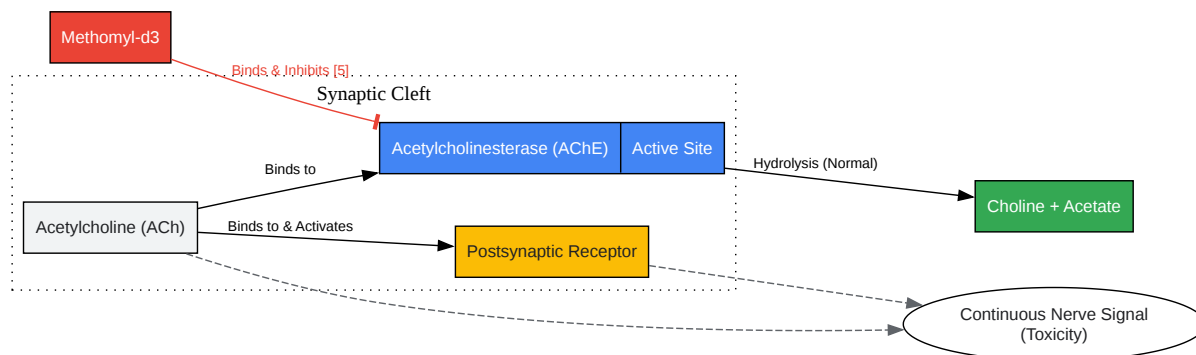 Methomyl-d3
Binds & Inhibits [5]
Synaptic Cleft
Acetylcholinesterase (AChE)
Active Site
Hydrolysis (Normal)
Binds to
Choline + Acetate
Acetylcholine (ACh)
Binds to & Activates
Postsynaptic Receptor
Continuous Nerve Signal
(Toxicity)